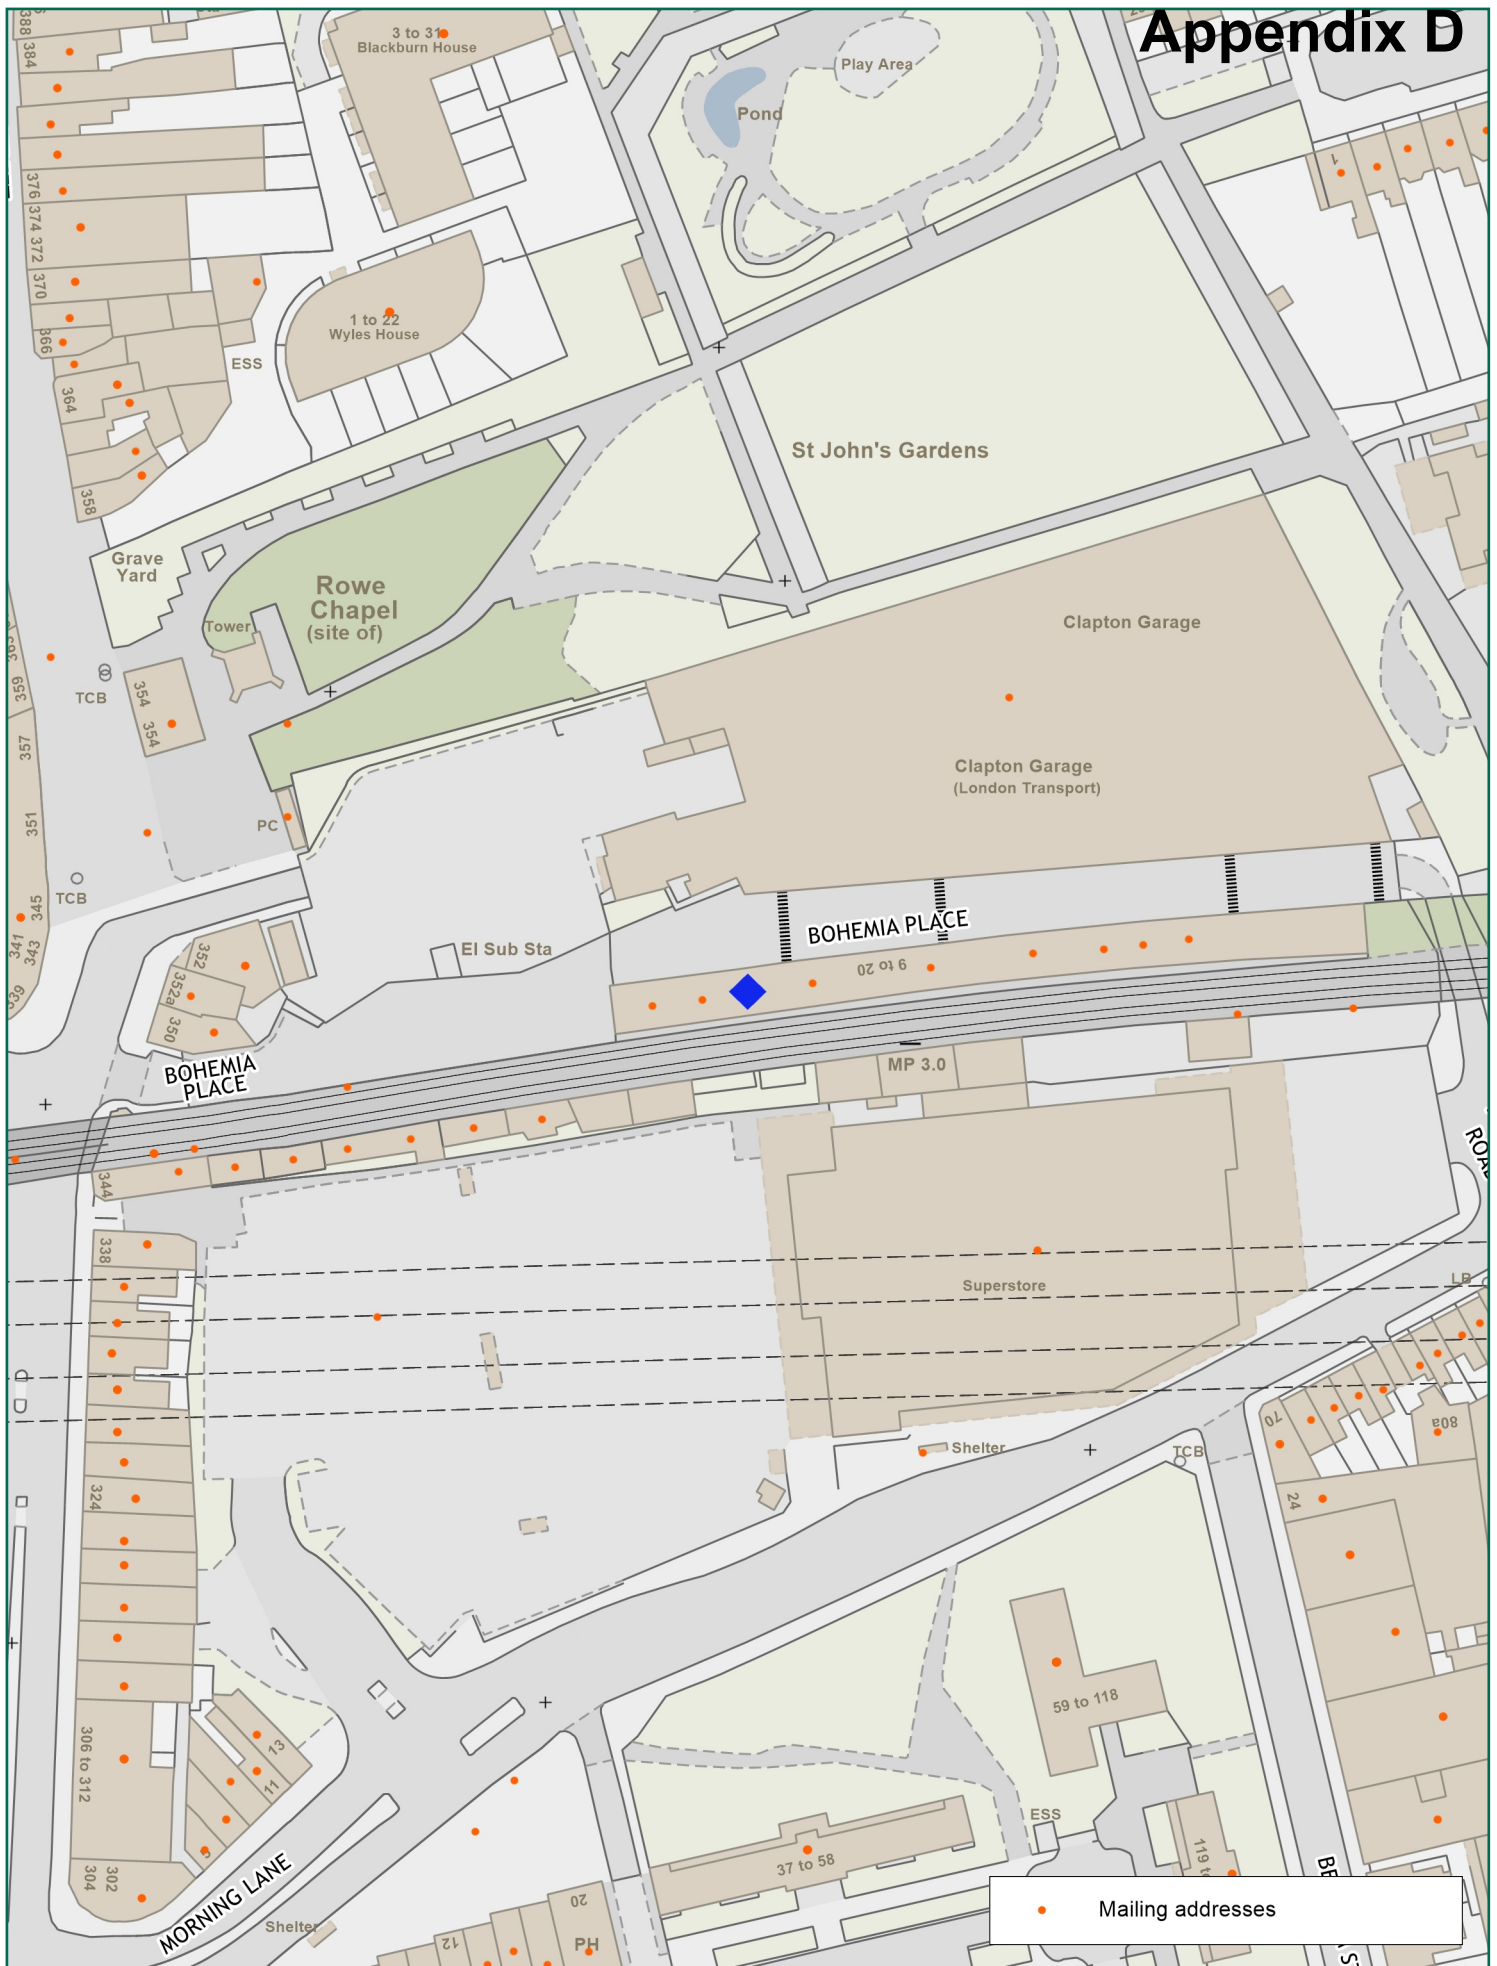 Appendix D
388
384
3 to 31
Blackburn House
Play Area
Pond
1
376
374
372
370
366
364
358
1 to 22
Wyles House
ESS
St John's Gardens
Grave
Yard
Rowe
Chapel
(site of)
Tower
Clapton Garage
TCB
354
354
359
357
351
345
343
341
Clapton Garage
(London Transport)
PC
TCB
BOHEMIA PLACE
El Sub Sta
9 to 20
352
352a
350
BOHEMIA
PLACE
MP 3.0
344
338
Superstore
LB
70
80a
Shelter
TCB
324
24
59 to 118
306 to 312
13
11
ESS
37 to 58
304
302
MORNING LANE
Shelter
20
12
PH
Mailing addresses